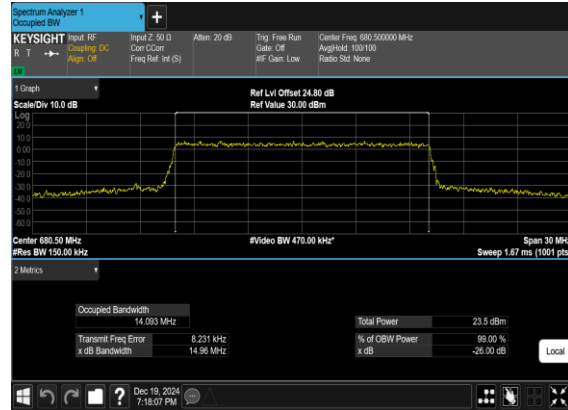 Spectrum Analyzer 1
Occupied BW
+
KEYSIGHT Input: RF Input Z: 50 Ω Atten: 20 dB Trig: Free Run Center Freq: 680.500000 MHz
R T Coupling: DC Corr CCorr Gate: Off Avg|Hold: 100/100
Align: Off Freq Ref: Int (S) #IF Gain: Low Radio Std: None
1 Graph
Ref Lvl Offset 24.80 dB
Scale/Div 10.0 dB Ref Value 30.00 dBm
Log
20.0
10.0
0.00
-10.0
-20.0
-30.0
-40.0
-50.0
-60.0
Center 680.50 MHz #Video BW 470.00 kHz* Span 30 MHz
#Res BW 150.00 kHz Sweep 1.67 ms (1001 pts
2 Metrics
Occupied Bandwidth
14.093 MHz Total Power 23.5 dBm
Transmit Freq Error 8.231 kHz % of OBW Power 99.00 %
x dB Bandwidth 14.96 MHz x dB -26.00 dB
Local
?
Dec 19, 2024
7:18:07 PM